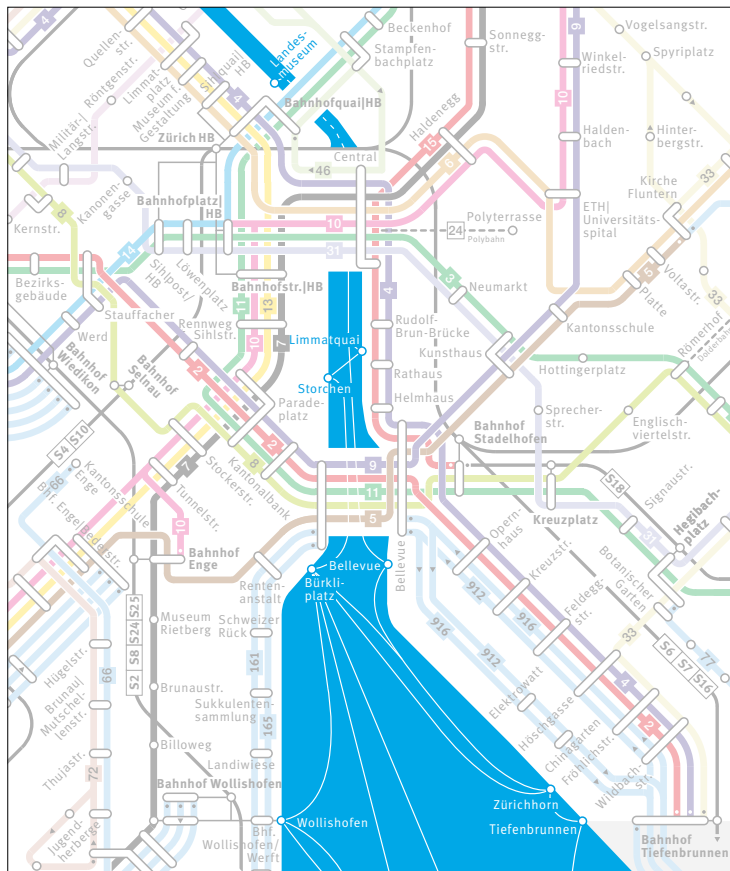 Quellen-
str.
Limmat-
platz
Museum f.
Gestaltung
Sihlquai|
HB
Röntgenstr.
Militär-|
Langstr.
4
Landes-
museum
Beckenhof
Stampfen-
bachplatz
4
Sonnegg-
str.
9
Vogelsangstr.
Spyriplatz
Winkel-
riedstr.
10
Bahnhofquai|HB
Zürich HB
Central
46
Haldenegg
15
6
Halden-
bach
Hinter-
bergstr.
33
Kirche
Fluntern
Kanonen-
gasse
8
Kernstr.
Bahnhofplatz|
HB
10
31
14
Sihlpost/
HB
Löwenplatz
24
Polybahn
Polyterrasse
ETH|
Universitäts-
spital
5
Voltastr.
Platte
33
Bezirks-
gebäude
Stauffacher
Bahnhofstr.|HB
11
13
10
7
Rennweg
Sihlstr.
4
3
Neumarkt
Kantonsschule
Werd
Bahnhof
Wiedikon
Bahnhof
Selnau
2
Limmatquai
Storchen
Rudolf-
Brun-Brücke
Rathaus
Helmhaus
Kunsthaus
Hottingerplatz
Römerhof
Dolderbahn
Parade-
platz
Sprecher-
str.
Englisch-
viertelstr.
Bahnhof
Stadelhofen
S4 S10
66
Bhf. Enge|Bederstr.
Kantonsschule
Enge
7
Tunnelstr.
Stockerstr.
8
Kantonalbank
2
9
11
5
10
S18
Signaustr.
Kreuzplatz
31
Hegibach-
platz
Bahnhof
Enge
Renten-
anstalt
Bellevue
Bürkli-
platz
Bellevue
Opern-
haus
Kreuzstr.
912
916
Feldegg-
str.
Botanischer
Garten
Museum
Rietberg
Schweizer
Rück
916
912
33
77
S2 S8 S24 S25
S6 S7 S16
Hügelstr.
Brunau|
Mutschel-
lenstr.
66
Brunaustr.
161
Sukkulenten-
sammlung
165
Elektrowatt
Höschgasse
Chinagarten
Fröhlichstr.
Wildbach-
str.
4
2
Thujastr.
72
Billoweg
Landiwiese
Bahnhof Wollishofen
Jugend-
herberge
Bhf.
Wollishofen/
Werft
Wollishofen
Zürichhorn
Tiefenbrunnen
Bahnhof
Tiefenbrunnen